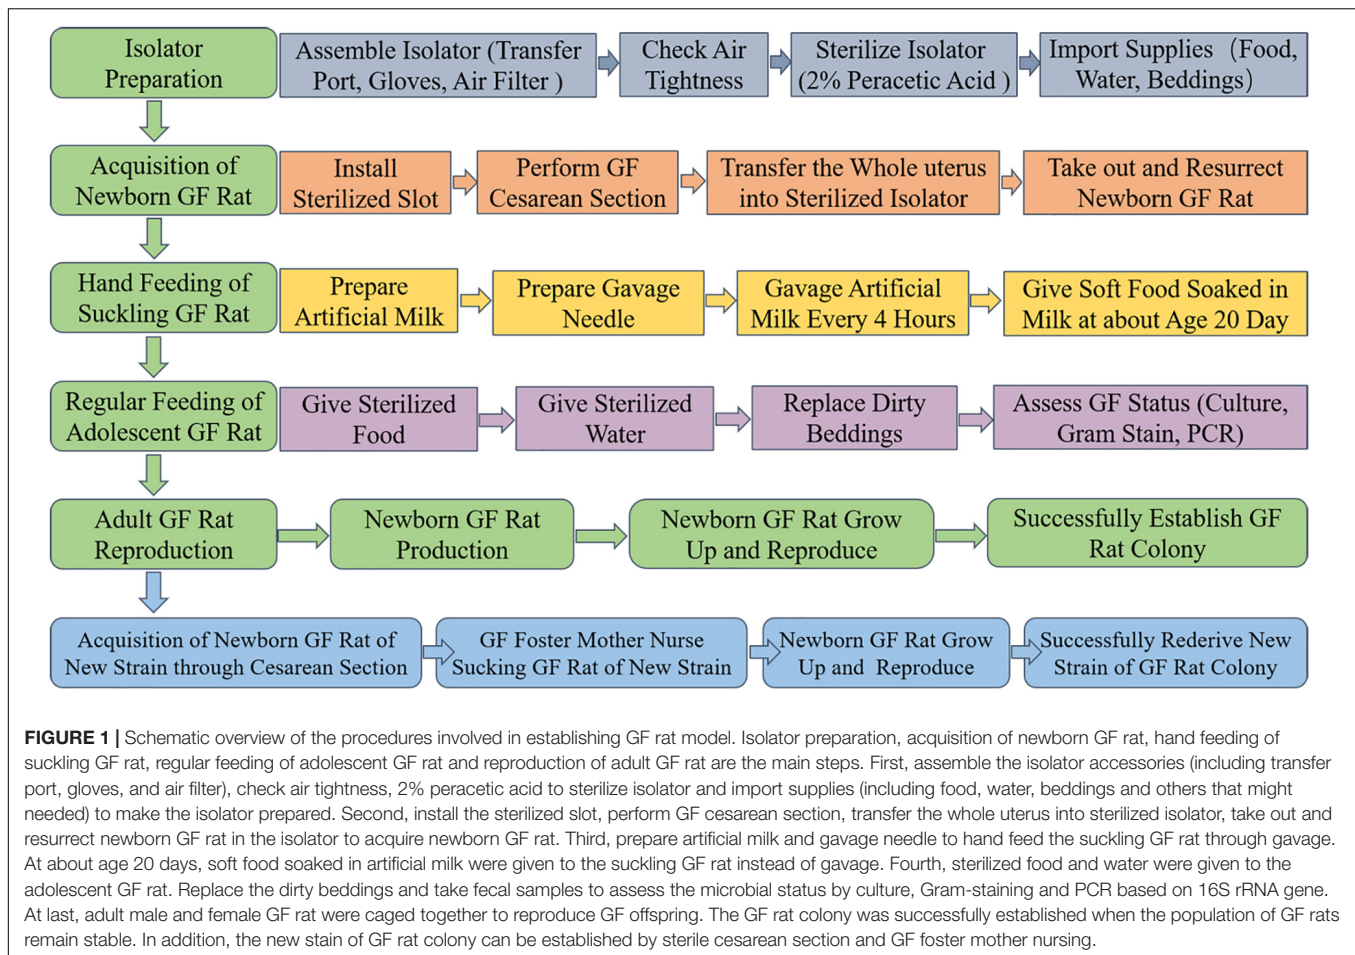 Isolator
Preparation
Assemble Isolator (Transfer
Port, Gloves, Air Filter )
Check Air
Tightness
Sterilize Isolator
(2% Peracetic Acid )
Import Supplies （Food,
Water, Beddings）
Acquisition of
Newborn GF Rat
Install
Sterilized Slot
Perform GF
Cesarean Section
Transfer the Whole uterus
into Sterilized Isolator
Take out and Resurrect
Newborn GF Rat
Hand Feeding of
Suckling GF Rat
Prepare
Artificial Milk
Prepare Gavage
Needle
Gavage Artificial
Milk Every 4 Hours
Give Soft Food Soaked in
Milk at about Age 20 Day
Regular Feeding of
Adolescent GF Rat
Give Sterilized
Food
Give Sterilized
Water
Replace Dirty
Beddings
Assess GF Status (Culture,
Gram Stain, PCR)
Adult GF Rat
Reproduction
Newborn GF Rat
Production
Newborn GF Rat Grow
Up and Reproduce
Successfully Establish GF
Rat Colony
Acquisition of Newborn GF Rat of
New Strain through Cesarean Section
GF Foster Mother Nurse
Sucking GF Rat of New Strain
Newborn GF Rat Grow
Up and Reproduce
Successfully Rederive New
Strain of GF Rat Colony
FIGURE 1 | Schematic overview of the procedures involved in establishing GF rat model. Isolator preparation, acquisition of newborn GF rat, hand feeding of
suckling GF rat, regular feeding of adolescent GF rat and reproduction of adult GF rat are the main steps. First, assemble the isolator accessories (including transfer
port, gloves, and air filter), check air tightness, 2% peracetic acid to sterilize isolator and import supplies (including food, water, beddings and others that might
needed) to make the isolator prepared. Second, install the sterilized slot, perform GF cesarean section, transfer the whole uterus into sterilized isolator, take out and
resurrect newborn GF rat in the isolator to acquire newborn GF rat. Third, prepare artificial milk and gavage needle to hand feed the suckling GF rat through gavage.
At about age 20 days, soft food soaked in artificial milk were given to the suckling GF rat instead of gavage. Fourth, sterilized food and water were given to the
adolescent GF rat. Replace the dirty beddings and take fecal samples to assess the microbial status by culture, Gram-staining and PCR based on 16S rRNA gene.
At last, adult male and female GF rat were caged together to reproduce GF offspring. The GF rat colony was successfully established when the population of GF rats
remain stable. In addition, the new stain of GF rat colony can be established by sterile cesarean section and GF foster mother nursing.